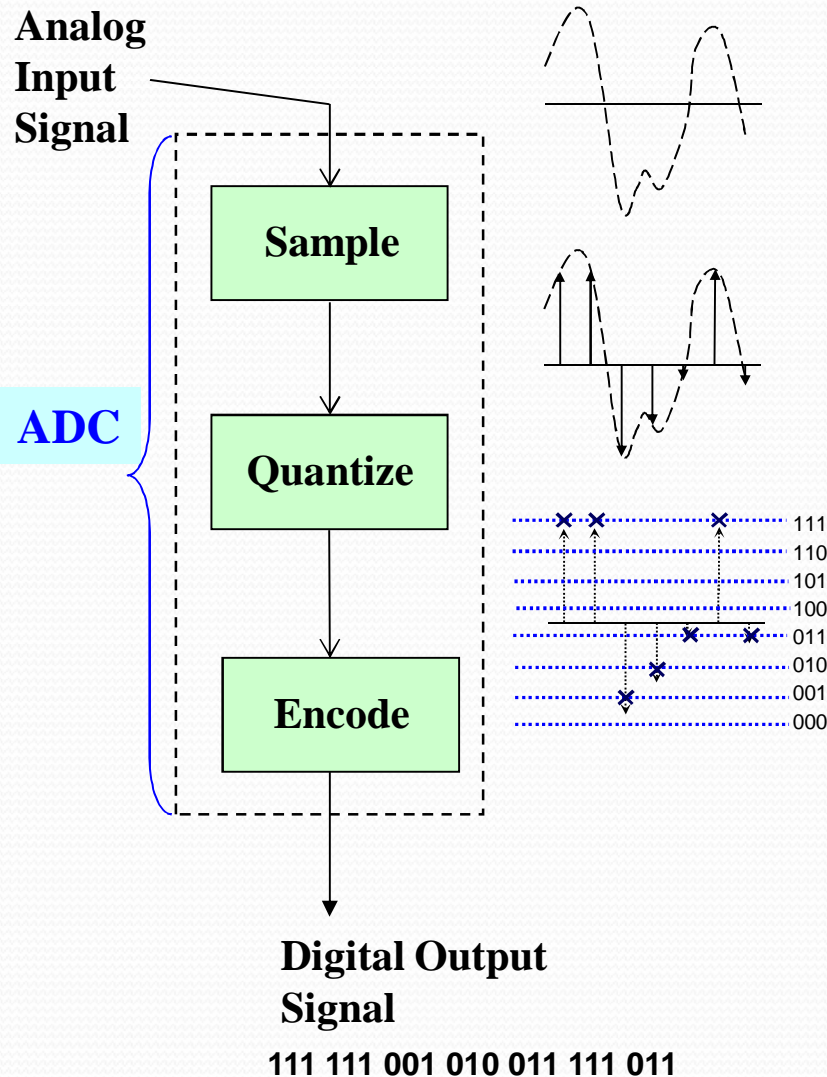 Analog
Input
Signal
Sample
ADC
Quantize
Encode
111
110
101
100
011
010
001
000
Digital Output
Signal
111 111 001 010 011 111 011